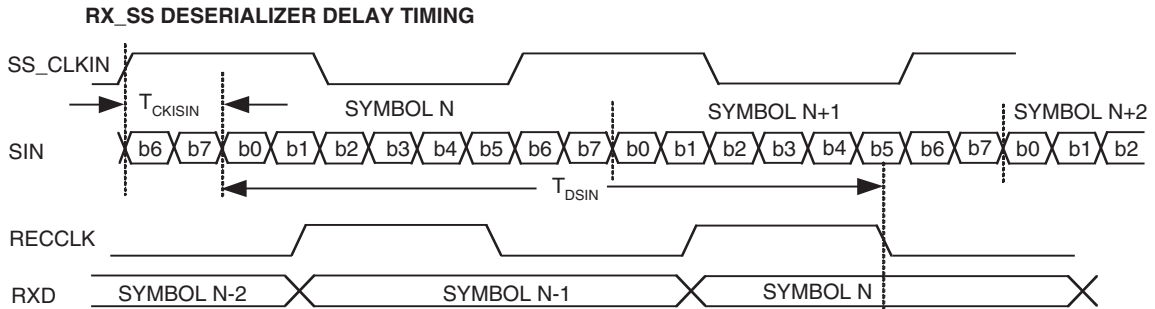 RX_SS DESERIALIZER DELAY TIMING
SS_CLKIN
T_CKISIN
SYMBOL N SYMBOL N+1 SYMBOL N+2
SIN b6 b7 b0 b1 b2 b3 b4 b5 b6 b7 b0 b1 b2 b3 b4 b5 b6 b7 b0 b1 b2
T_DSIN
RECCLK
RXD SYMBOL N-2 SYMBOL N-1 SYMBOL N